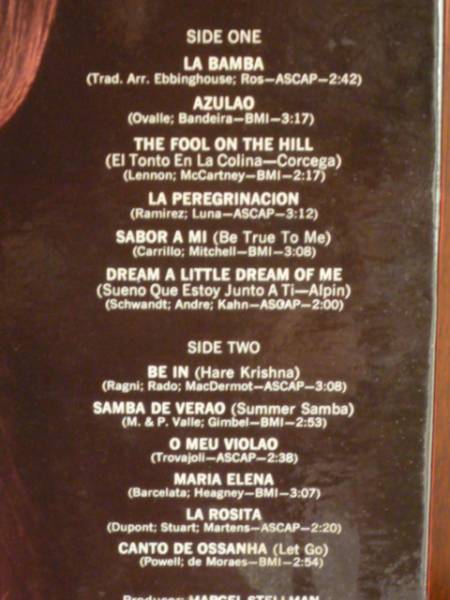 SIDE ONE
LA BAMBA
(Trad. Arr. Ebbinghouse; Ros—ASCAP—2:42)
AZULAO
(Ovalle; Bandeira—BMI—3:17)
THE FOOL ON THE HILL
(El Tonto En La Colina—Corcega)
(Lennon; McCartney—BMI—2:17)
LA PEREGRINACION
(Ramirez; Luna—ASCAP—3:12)
SABOR A MI (Be True To Me)
(Carrillo; Mitchell—BMI—3:08)
DREAM A LITTLE DREAM OF ME
(Sueno Que Estoy Junto A Ti—Alpin)
(Schwandt; Andre; Kahn—ASCAP—2:00)
SIDE TWO
BE IN (Hare Krishna)
(Ragni; Rado; MacDermot—ASCAP—3:08)
SAMBA DE VERAO (Summer Samba)
(M. & P. Valle; Gimbel—BMI—2:53)
O MEU VIOLAO
(Trovajoli—ASCAP—2:38)
MARIA ELENA
(Barcelata; Heagney—BMI—3:07)
LA ROSITA
(Dupont; Stuart; Martens—ASCAP—2:20)
CANTO DE OSSANHA (Let Go)
(Powell; de Moraes—BMI—2:54)
Producer: MARCEL STELLMAN